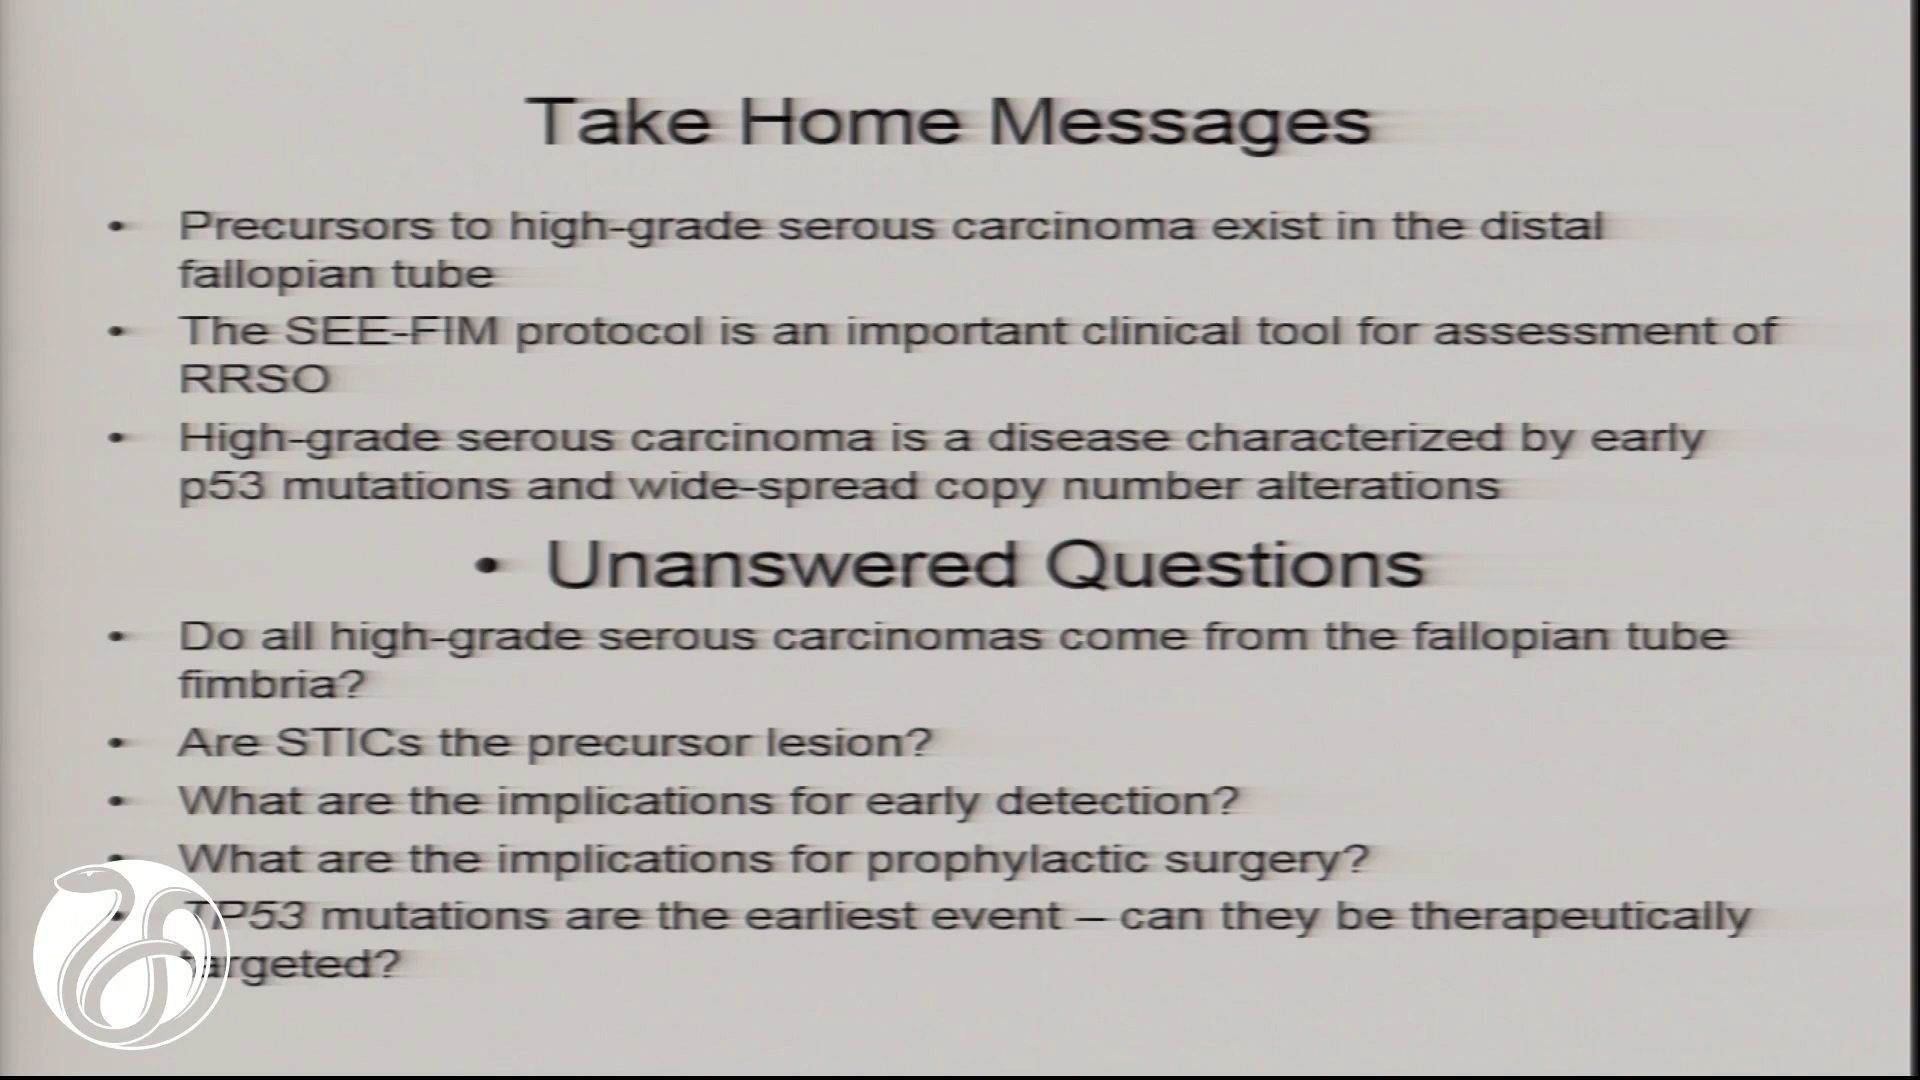 Take Home Messages
• Precursors to high-grade serous carcinoma exist in the distal
fallopian tube
• The SEE-FIM protocol is an important clinical tool for assessment of
RRSO
• High-grade serous carcinoma is a disease characterized by early
p53 mutations and wide-spread copy number alterations
• Unanswered Questions
• Do all high-grade serous carcinomas come from the fallopian tube
fimbria?
• Are STICs the precursor lesion?
• What are the implications for early detection?
• What are the implications for prophylactic surgery?
• TP53 mutations are the earliest event – can they be therapeutically
targeted?